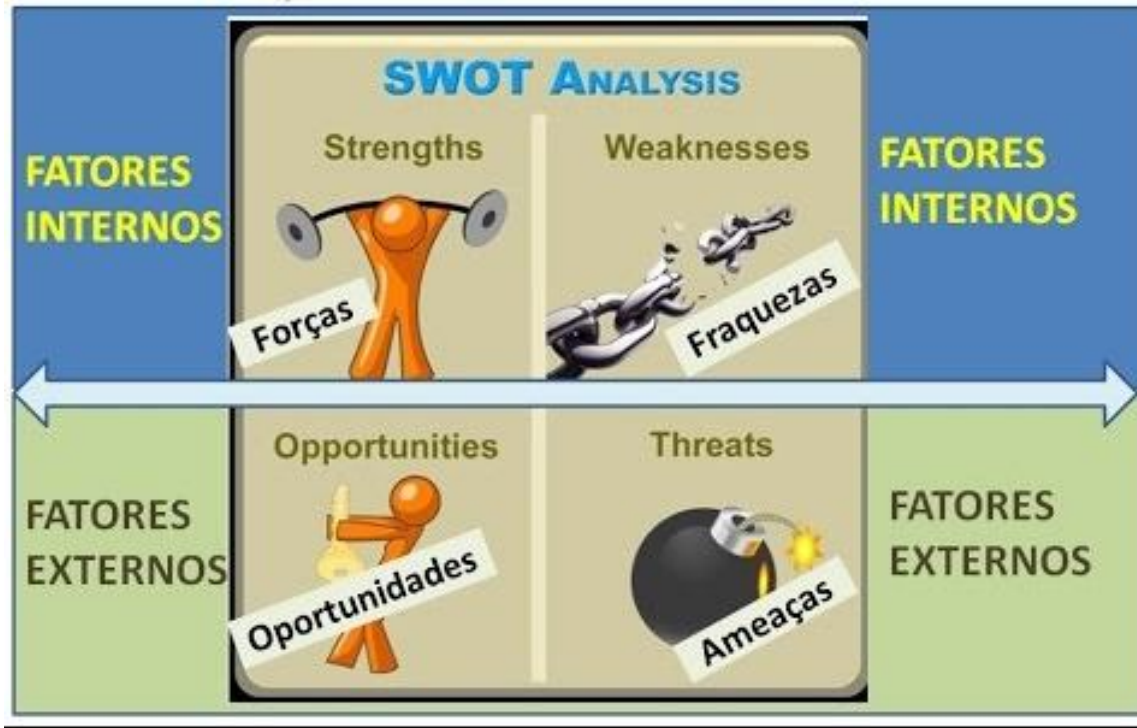 SWOT ANALYSIS
Strengths
Weaknesses
FATORES
INTERNOS
FATORES
INTERNOS
Forças
Fraquezas
Opportunities
Threats
FATORES
EXTERNOS
FATORES
EXTERNOS
Oportunidades
Ameaças